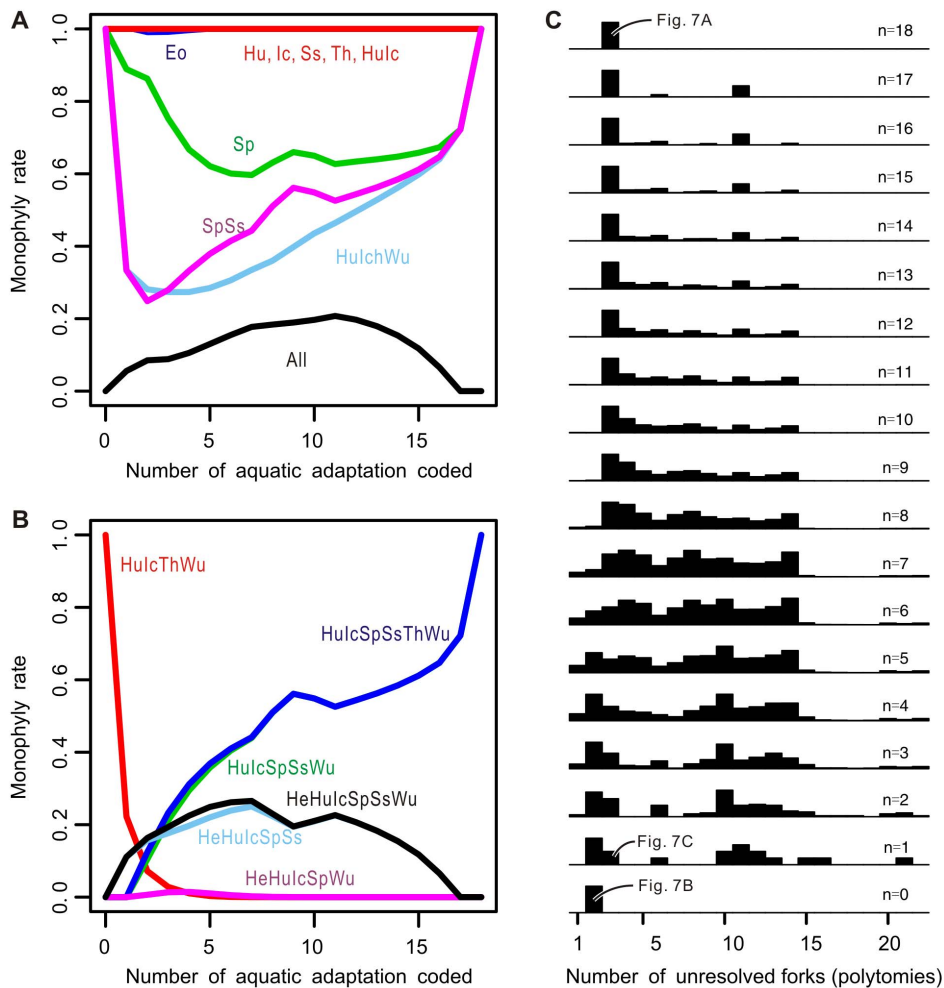 A
Monophyly rate
1.0
0.8
0.6
0.4
0.2
0.0
Eo
Hu, Ic, Ss, Th, HuIc
Sp
SpSs
HuIchWu
All
0 5 10 15
Number of aquatic adaptation coded
B
Monophyly rate
1.0
0.8
0.6
0.4
0.2
0.0
HuIcThWu
HuIcSpSsThWu
HuIcSpSsWu
HeHuIcSpSsWu
HeHuIcSpSs
HeHuIcSpWu
0 5 10 15
Number of aquatic adaptation coded
C
Fig. 7A
n=18
n=17
n=16
n=15
n=14
n=13
n=12
n=11
n=10
n=9
n=8
n=7
n=6
n=5
n=4
n=3
n=2
Fig. 7C
n=1
Fig. 7B
n=0
1 5 10 15 20
Number of unresolved forks (polytomies)